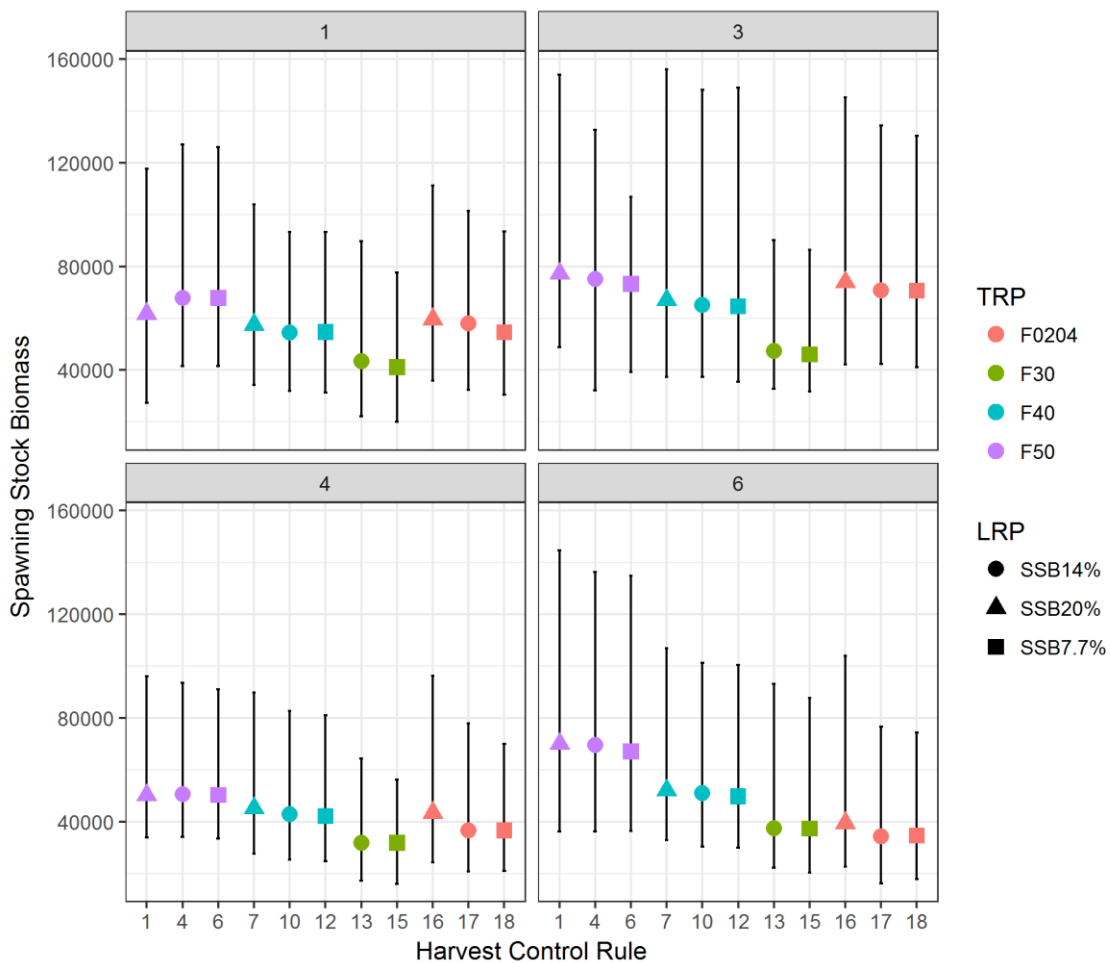 1
3
160000
120000
80000
40000
4
6
160000
120000
80000
40000
1 4 6 7 10 12 13 15 16 17 18
1 4 6 7 10 12 13 15 16 17 18
Harvest Control Rule
Spawning Stock Biomass
TRP
F0204
F30
F40
F50
LRP
SSB14%
SSB20%
SSB7.7%